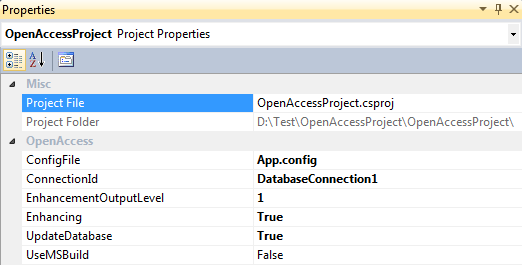 Properties
OpenAccessProject Project Properties
Misc
Project File OpenAccessProject.csproj
Project Folder D:\Test\OpenAccessProject\OpenAccessProject\
OpenAccess
ConfigFile App.config
ConnectionId DatabaseConnection1
EnhancementOutputLevel 1
Enhancing True
UpdateDatabase True
UseMSBuild False